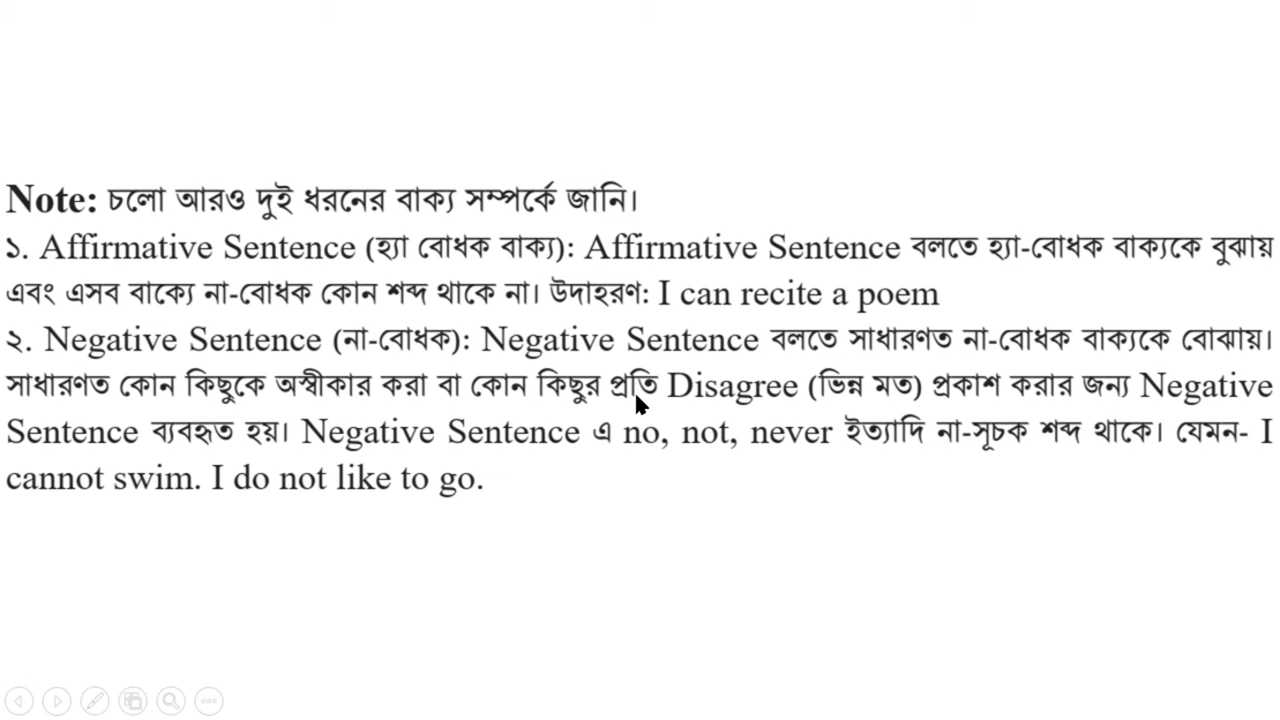 Note: চলো আরও দুই ধরনের বাক্য সম্পর্কে জানি।
১. Affirmative Sentence (হ্যা বোধক বাক্য): Affirmative Sentence বলতে হ্যা-বোধক বাক্যকে বুঝায়
এবং এসব বাক্যে না-বোধক কোন শব্দ থাকে না। উদাহরণ: I can recite a poem
২. Negative Sentence (না-বোধক): Negative Sentence বলতে সাধারণত না-বোধক বাক্যকে বোঝায়।
সাধারণত কোন কিছুকে অস্বীকার করা বা কোন কিছুর প্রতি Disagree (ভিন্ন মত) প্রকাশ করার জন্য Negative
Sentence ব্যবহৃত হয়। Negative Sentence এ no, not, never ইত্যাদি না-সূচক শব্দ থাকে। যেমন- I
cannot swim. I do not like to go.